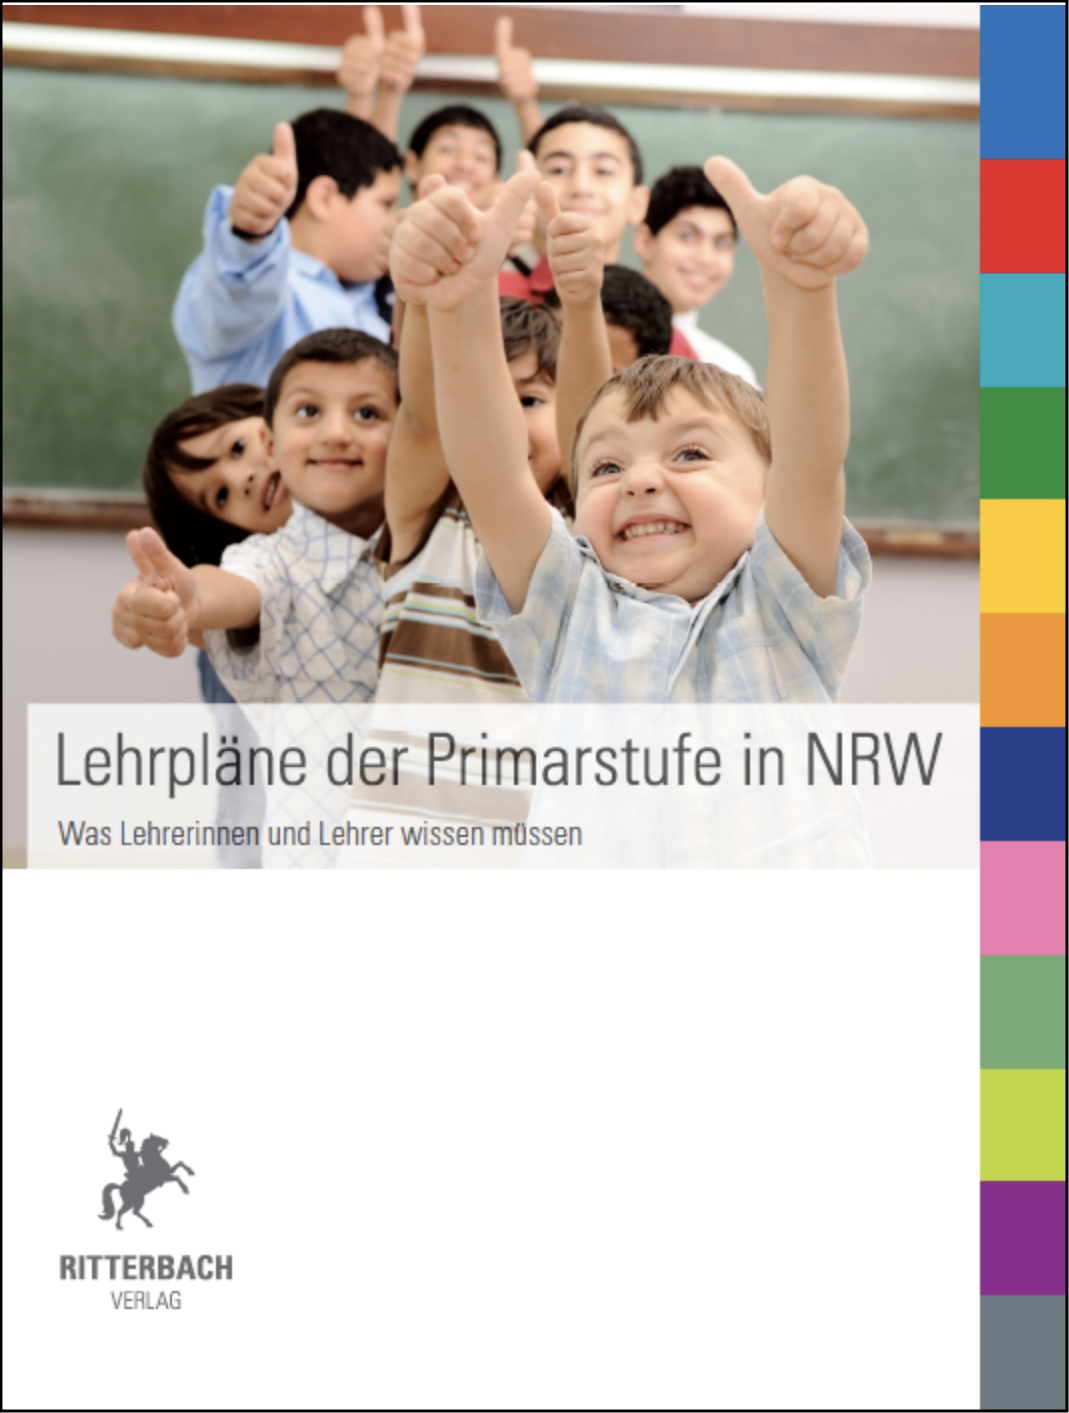 Lehrpläne der Primarstufe in NRW
Was Lehrerinnen und Lehrer wissen müssen
RITTERBACH
VERLAG